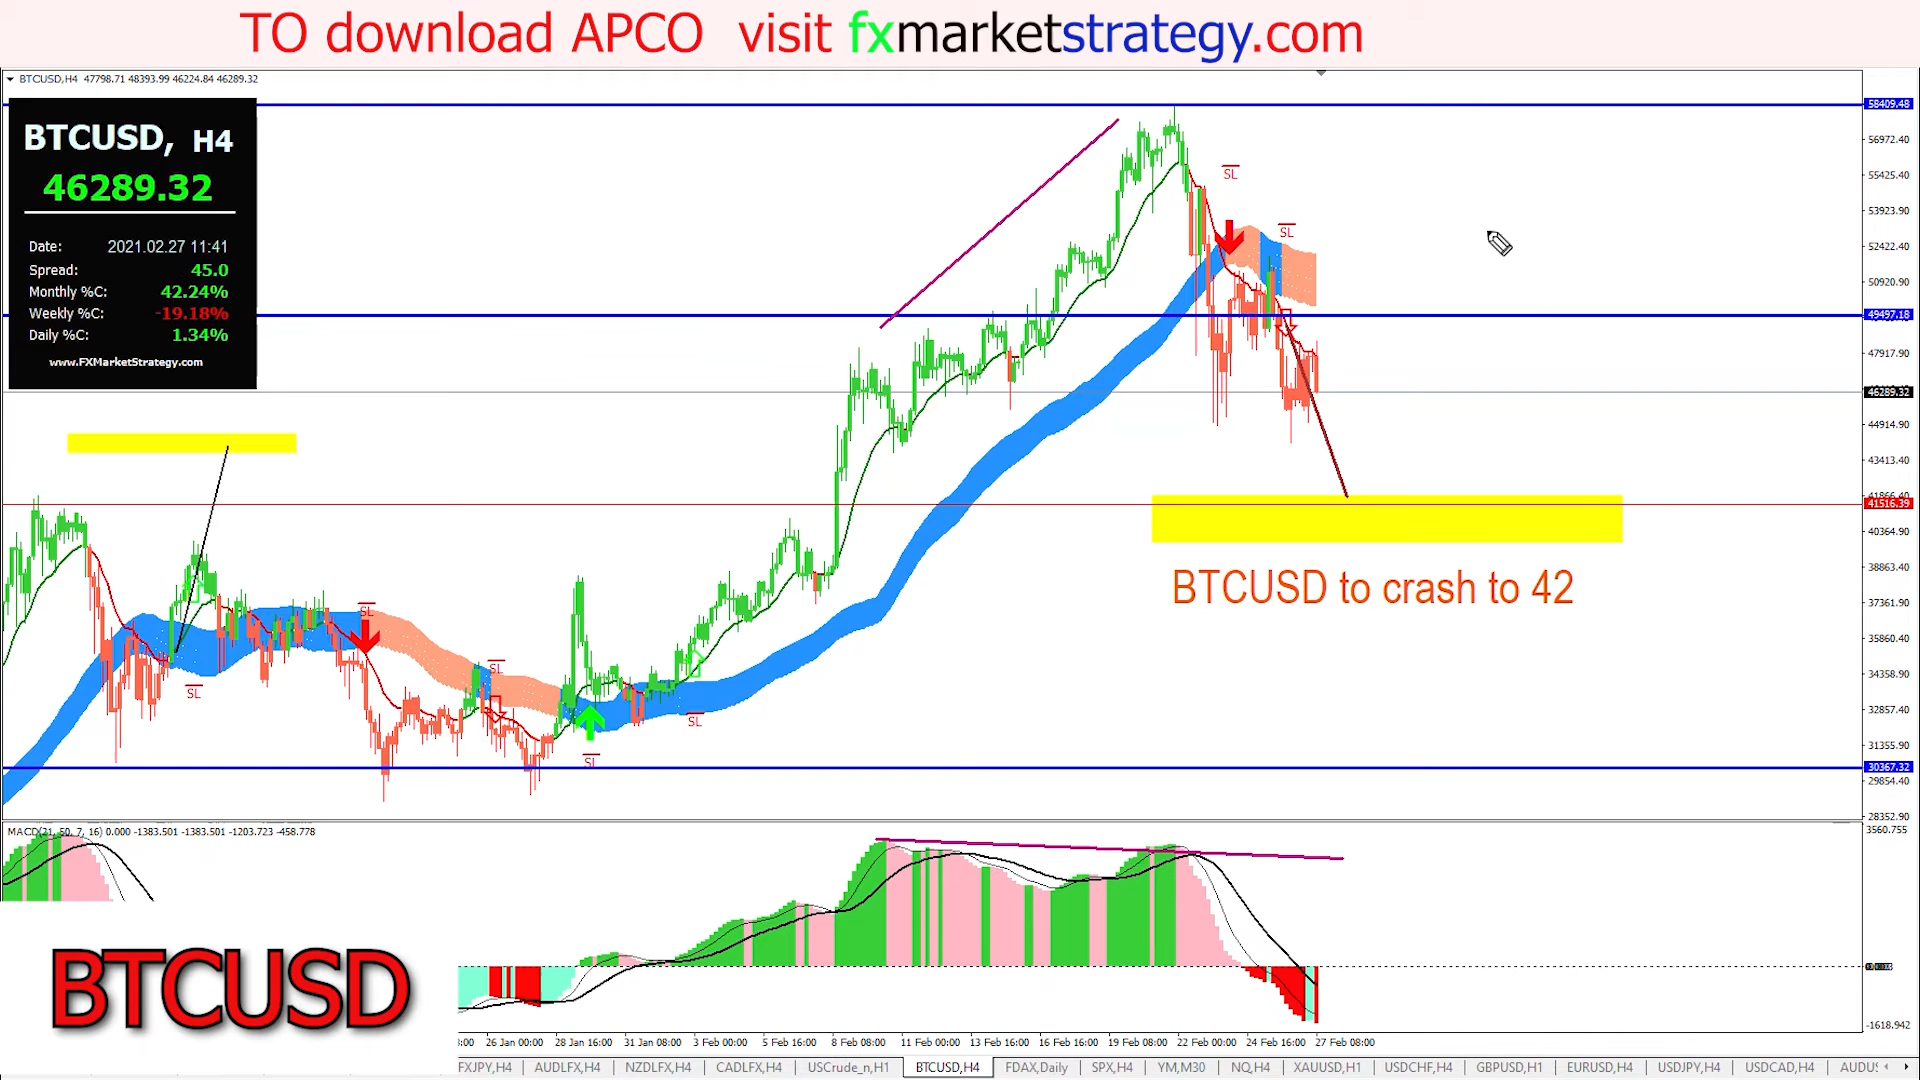 TO download APCO visit fxmarketstrategy.com
BTCUSD,H4 47798.71 48393.99 46224.84 46289.32
BTCUSD, H4
46289.32
Date: 2021.02.27 11:41
Spread: 45.0
Monthly %C: 42.24%
Weekly %C: -19.18%
Daily %C: 1.34%
www.FXMarketStrategy.com
SL
SL
SL
SL
SL
SL
SL
BTCUSD to crash to 42
58409.48
56972.40
55425.40
53923.90
52422.40
50920.90
49497.18
47917.90
46289.32
44914.90
43413.40
41866.40
41516.39
40364.90
38863.40
37361.90
35860.40
34358.90
32857.40
31355.90
30367.32
29854.40
28352.90
MACD(21, 50, 7, 16) 0.000 -1383.501 -1383.501 -1203.723 -458.778
3560.755
-1618.942
BTCUSD
26 Jan 00:00 28 Jan 16:00 31 Jan 08:00 3 Feb 00:00 5 Feb 16:00 8 Feb 08:00 11 Feb 00:00 13 Feb 16:00 16 Feb 16:00 19 Feb 08:00 22 Feb 00:00 24 Feb 16:00 27 Feb 08:00
FXJPY,H4 AUDLFX,H4 NZDLFX,H4 CADLFX,H4 USCrude_n,H1 BTCUSD,H4 FDAX,Daily SPX,H4 YM,M30 NQ,H4 XAUUSD,H1 USDCHF,H4 GBPUSD,H1 EURUSD,H4 USDJPY,H4 USDCAD,H4 AUDUS